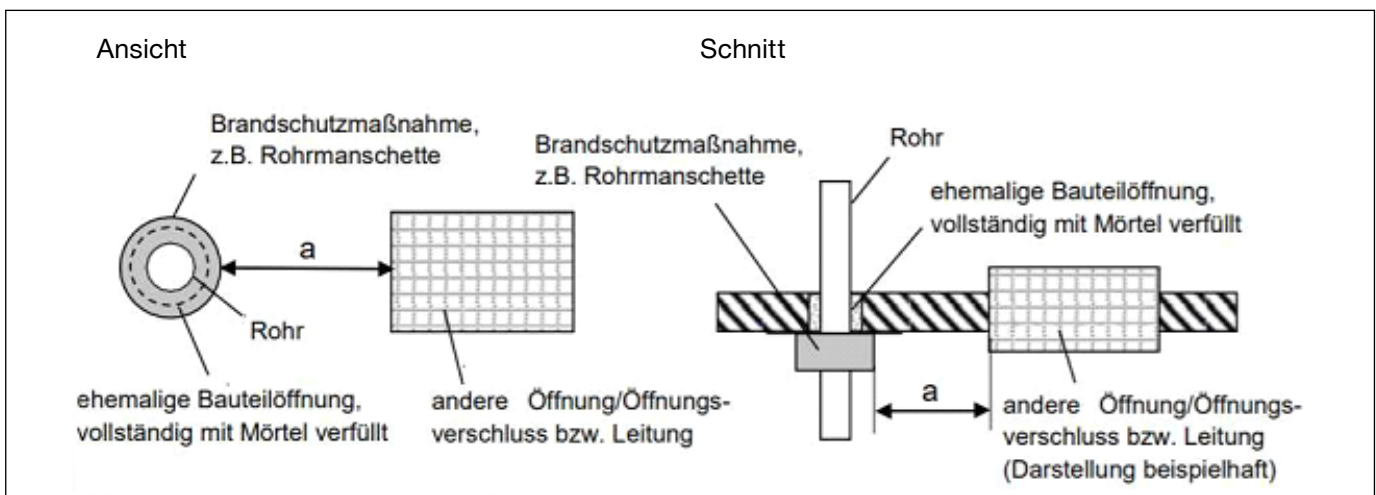 Ansicht
Brandschutzmaßnahme,
z.B. Rohrmanschette
a
Rohr
ehemalige Bauteilöffnung,
vollständig mit Mörtel verfüllt
andere Öffnung/Öffnungs-
verschluss bzw. Leitung
Schnitt
Brandschutzmaßnahme,
z.B. Rohrmanschette
Rohr
ehemalige Bauteilöffnung,
vollständig mit Mörtel verfüllt
a
andere Öffnung/Öffnungs-
verschluss bzw. Leitung
(Darstellung beispielhaft)